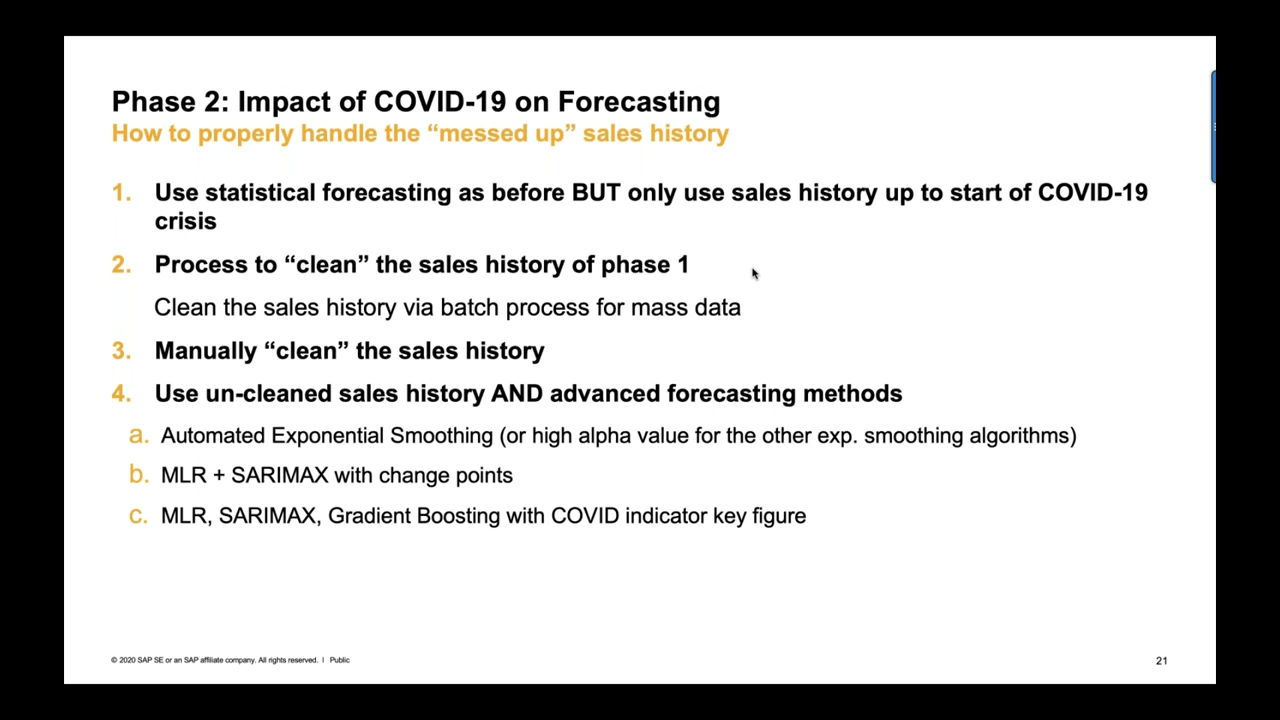 Phase 2: Impact of COVID-19 on Forecasting
How to properly handle the “messed up” sales history
1. Use statistical forecasting as before BUT only use sales history up to start of COVID-19
crisis
2. Process to “clean” the sales history of phase 1
Clean the sales history via batch process for mass data
3. Manually “clean” the sales history
4. Use un-cleaned sales history AND advanced forecasting methods
a. Automated Exponential Smoothing (or high alpha value for the other exp. smoothing algorithms)
b. MLR + SARIMAX with change points
c. MLR, SARIMAX, Gradient Boosting with COVID indicator key figure
© 2020 SAP SE or an SAP affiliate company. All rights reserved. I Public
21